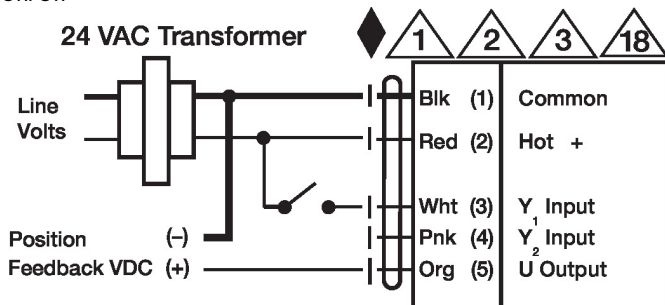 24 VAC Transformer
1 2 3 18
Line
Volts
Blk (1) Common
Red (2) Hot +
Wht (3) Y1 Input
Pnk (4) Y2 Input
Org (5) U Output
Position (–)
Feedback VDC (+)